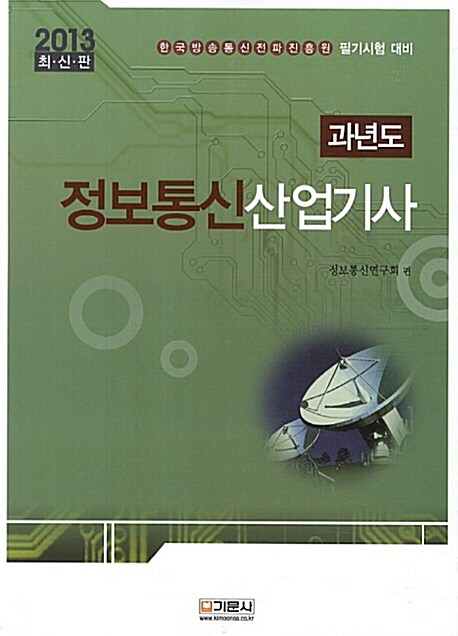 2013
최·신·판
한국방송통신전파진흥원 필기시험 대비
과년도
정보통신산업기사
정보통신연구회 편
기문사
www.kimoonsa.co.kr